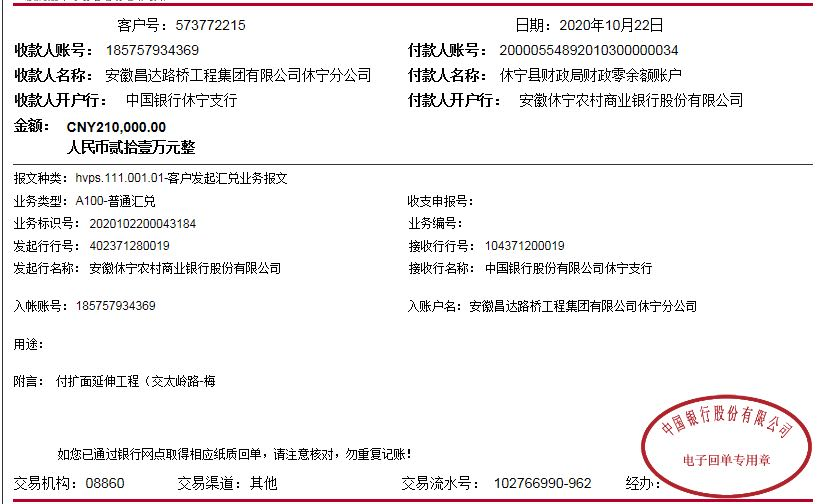 客户号：573772215 日期：2020年10月22日
收款人账号：185757934369 付款人账号：20000554892010300000034
收款人名称：安徽昌达路桥工程集团有限公司休宁分公司 付款人名称：休宁县财政局财政零余额账户
收款人开户行：中国银行休宁支行 付款人开户行：安徽休宁农村商业银行股份有限公司
金额：CNY210,000.00
人民币贰拾壹万元整
报文种类：hvps.111.001.01-客户发起汇兑业务报文
业务类型：A100-普通汇兑 收支申报号：
业务标识号：2020102200043184 业务编号：
发起行行号：402371280019 接收行行号：104371200019
发起行名称：安徽休宁农村商业银行股份有限公司 接收行名称：中国银行股份有限公司休宁支行
入帐账号：185757934369 入账户名：安徽昌达路桥工程集团有限公司休宁分公司
用途：
附言：付扩面延伸工程（交太岭路-梅
中国银行股份有限公司
电子回单专用章
如您已通过银行网点取得相应纸质回单，请注意核对，勿重复记账！
交易机构：08860 交易渠道：其他 交易流水号：102766990-962 经办：